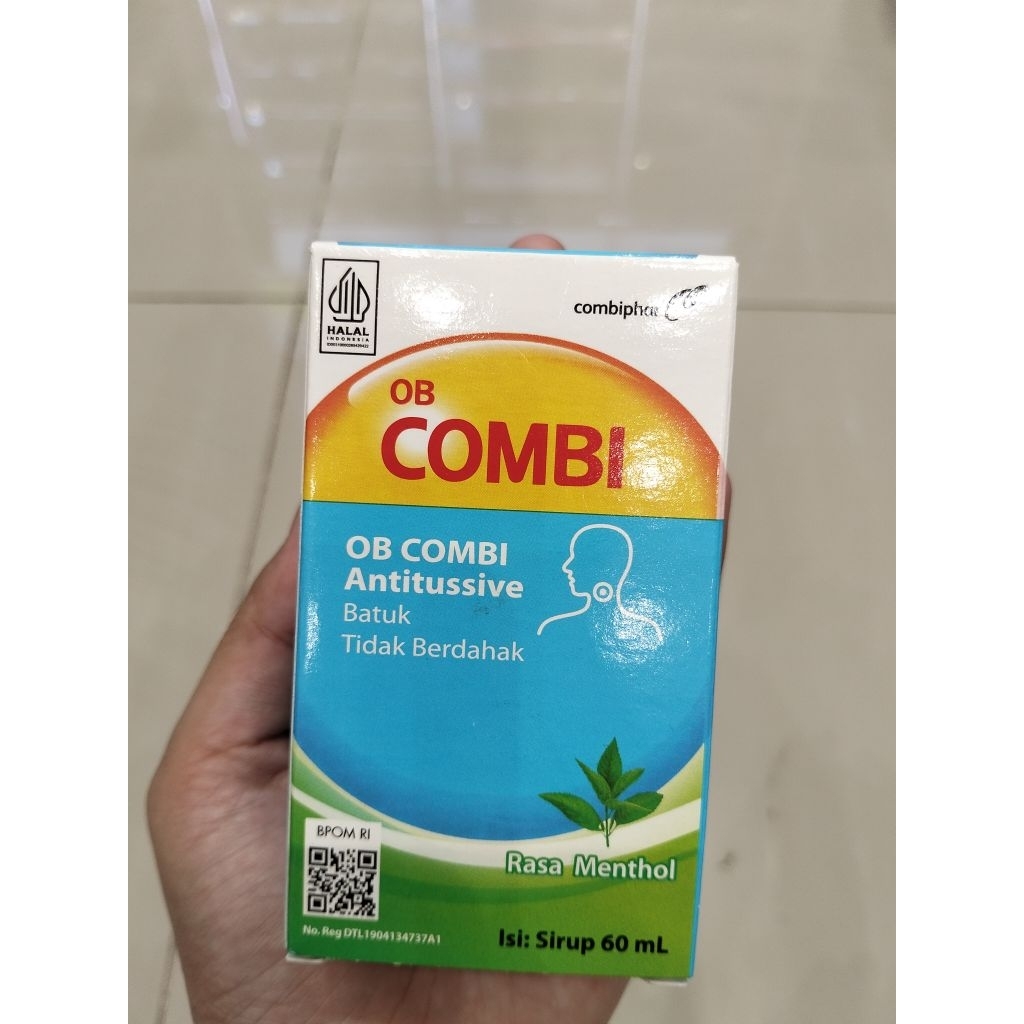 HALAL
INDONESIA
combiphar
OB
COMBI
OB COMBI
Antitussive
Batuk
Tidak Berdahak
BPOM RI
Rasa Menthol
No. Reg DTL1904134737A1
Isi: Sirup 60 mL